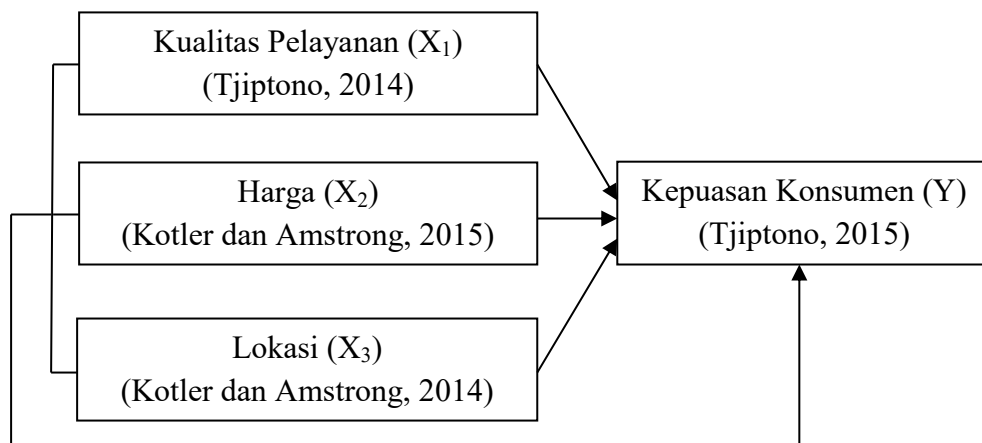 Kualitas Pelayanan (X₁)
(Tjiptono, 2014)
Harga (X₂)
(Kotler dan Amstrong, 2015)
Kepuasan Konsumen (Y)
(Tjiptono, 2015)
Lokasi (X₃)
(Kotler dan Amstrong, 2014)